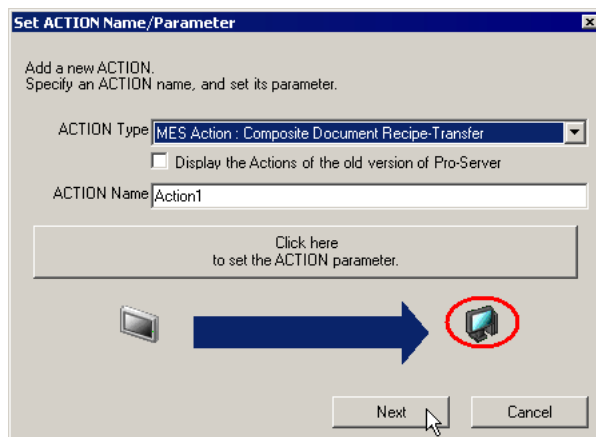 Set ACTION Name/Parameter
Add a new ACTION.
Specify an ACTION name, and set its parameter.
ACTION Type MES Action : Composite Document Recipe-Transfer
Display the Actions of the old version of Pro-Server
ACTION Name Action1
Click here
to set the ACTION parameter.
Next Cancel